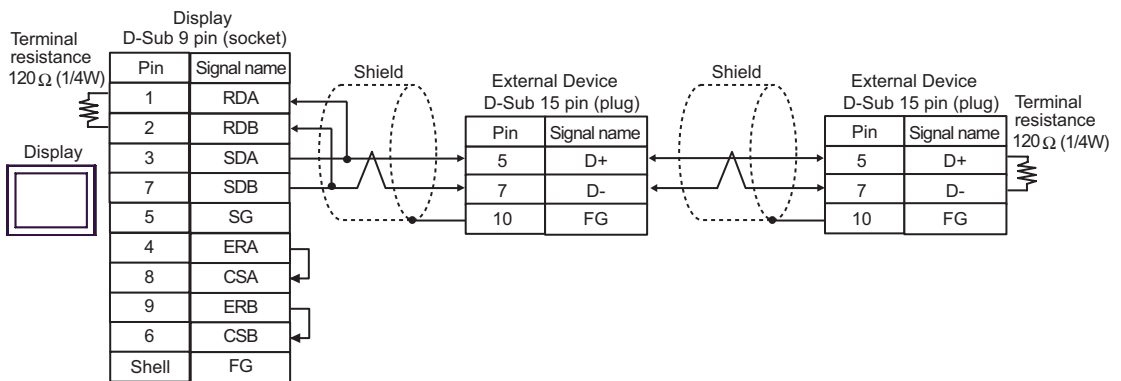 Display
D-Sub 9 pin (socket)
Terminal
resistance
120 Ω (1/4W)
Pin Signal name
1 RDA
2 RDB
3 SDA
7 SDB
5 SG
4 ERA
8 CSA
9 ERB
6 CSB
Shell FG
Display
Shield
External Device
D-Sub 15 pin (plug)
Pin Signal name
5 D+
7 D-
10 FG
Shield
External Device
D-Sub 15 pin (plug)
Pin Signal name
5 D+
7 D-
10 FG
Terminal
resistance
120 Ω (1/4W)